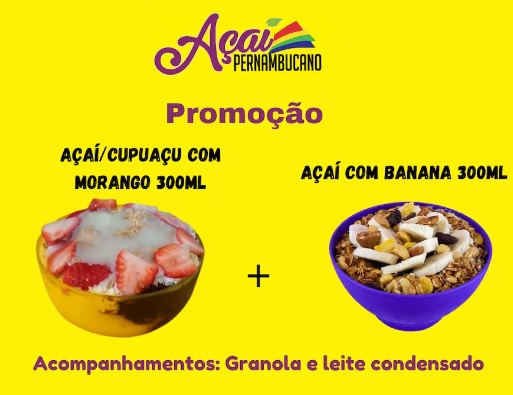 Açaí
PERNAMBUCANO
Promoção
AÇAÍ/CUPUAÇU COM
MORANGO 300ML
AÇAÍ COM BANANA 300ML
+
Acompanhamentos: Granola e leite condensado